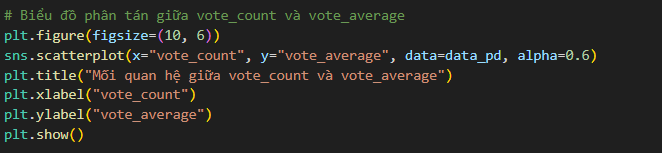 # Biểu đồ phân tán giữa vote_count và vote_average
plt.figure(figsize=(10, 6))
sns.scatterplot(x="vote_count", y="vote_average", data=data_pd, alpha=0.6)
plt.title("Mối quan hệ giữa vote_count và vote_average")
plt.xlabel("vote_count")
plt.ylabel("vote_average")
plt.show()